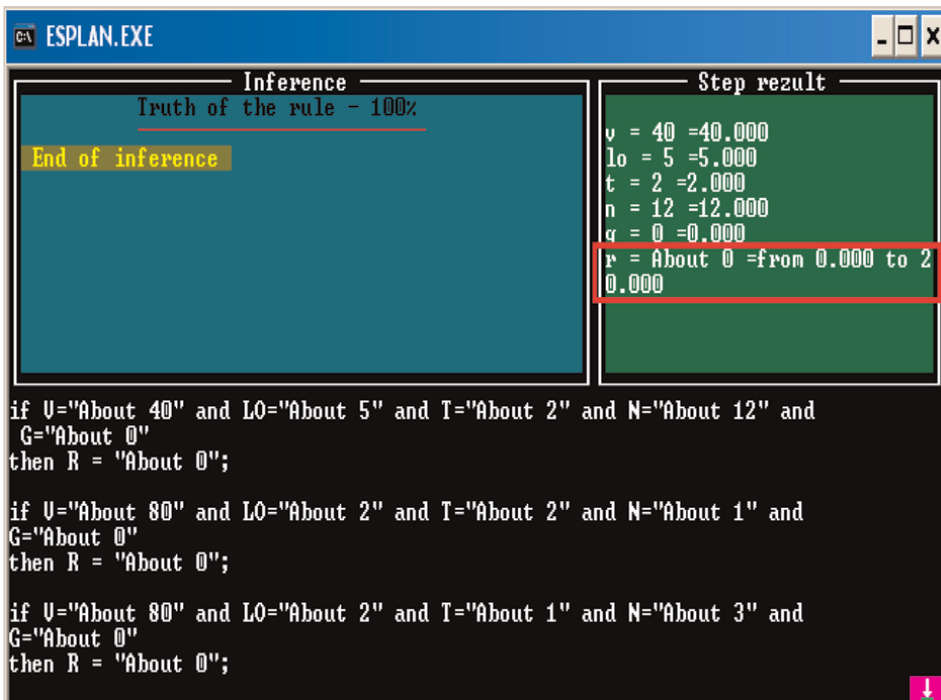 ESPLAN.EXE
Inference
Truth of the rule - 100%
End of inference
Step rezult
v = 40 =40.000
lo = 5 =5.000
t = 2 =2.000
n = 12 =12.000
g = 0 =0.000
r = About 0 =from 0.000 to 2
0.000
if V="About 40" and LO="About 5" and T="About 2" and N="About 12" and
G="About 0"
then R = "About 0";
if V="About 80" and LO="About 2" and T="About 2" and N="About 1" and
G="About 0"
then R = "About 0";
if V="About 80" and LO="About 2" and T="About 1" and N="About 3" and
G="About 0"
then R = "About 0";